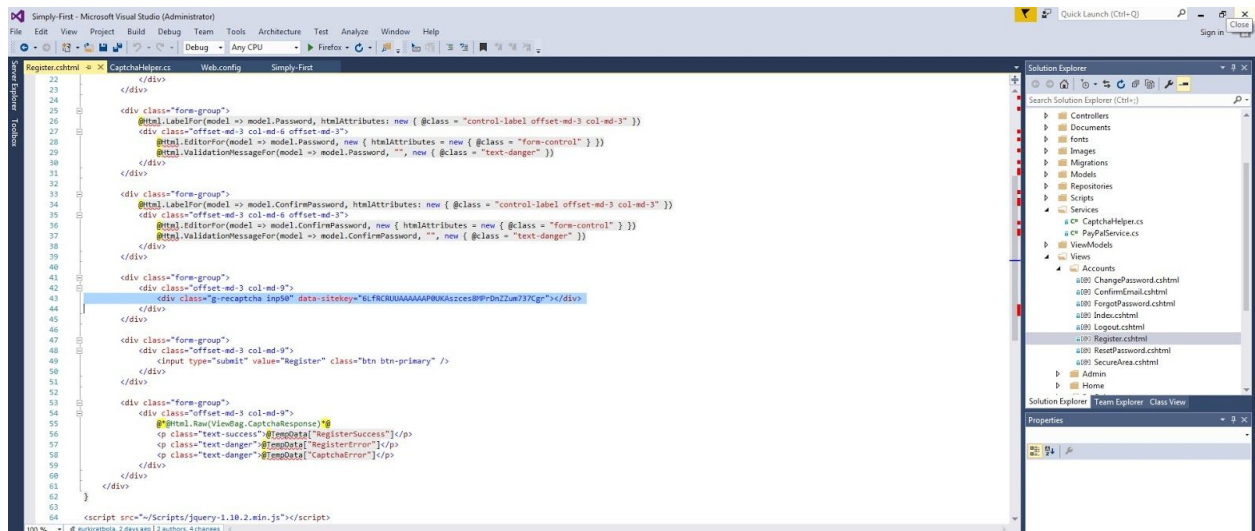 Simply-First - Microsoft Visual Studio (Administrator)
Quick Launch (Ctrl+Q)
Close
File Edit View Project Build Debug Team Tools Architecture Test Analyze Window Help
Sign in
Debug Any CPU Firefox
Server Explorer Toolbox
Register.cshtml CaptchaHelper.cs Web.config Simply-First
22 </div>
23 </div>
24
25 <div class="form-group">
26 @Html.LabelFor(model => model.Password, htmlAttributes: new { @class = "control-label offset-md-3 col-md-3" })
27 <div class="offset-md-3 col-md-6 offset-md-3">
28 @Html.EditorFor(model => model.Password, new { htmlAttributes = new { @class = "form-control" } })
29 @Html.ValidationMessageFor(model => model.Password, "", new { @class = "text-danger" })
30 </div>
31 </div>
32
33 <div class="form-group">
34 @Html.LabelFor(model => model.ConfirmPassword, htmlAttributes: new { @class = "control-label offset-md-3 col-md-3" })
35 <div class="offset-md-3 col-md-6 offset-md-3">
36 @Html.EditorFor(model => model.ConfirmPassword, new { htmlAttributes = new { @class = "form-control" } })
37 @Html.ValidationMessageFor(model => model.ConfirmPassword, "", new { @class = "text-danger" })
38 </div>
39 </div>
40
41 <div class="form-group">
42 <div class="offset-md-3 col-md-9">
43 <div class="g-recaptcha inp50" data-sitekey="6LfRCRUUAAAAAAP0UKAszces8MPrDnZZum737Cgr"></div>
44 </div>
45 </div>
46
47 <div class="form-group">
48 <div class="offset-md-3 col-md-9">
49 <input type="submit" value="Register" class="btn btn-primary" />
50 </div>
51 </div>
52
53 <div class="form-group">
54 <div class="offset-md-3 col-md-9">
55 @*@Html.Raw(ViewBag.CaptchaResponse)*@
56 <p class="text-success">@TempData["RegisterSuccess"]</p>
57 <p class="text-danger">@TempData["RegisterError"]</p>
58 <p class="text-danger">@TempData["CaptchaError"]</p>
59 </div>
60 </div>
61 </div>
62 }
63
64 <script src="~/Scripts/jquery-1.10.2.min.js"></script>
100 % 2 days ago | 2 authors, 4 changes
Solution Explorer
Search Solution Explorer (Ctrl+;)
Controllers
Documents
fonts
Images
Migrations
Models
Repositories
Scripts
Services
C# CaptchaHelper.cs
C# PayPalService.cs
ViewModels
Views
Accounts
ChangePassword.cshtml
ConfirmEmail.cshtml
ForgotPassword.cshtml
Index.cshtml
Logout.cshtml
Register.cshtml
ResetPassword.cshtml
SecureArea.cshtml
Admin
Home
Solution Explorer Team Explorer Class View
Properties